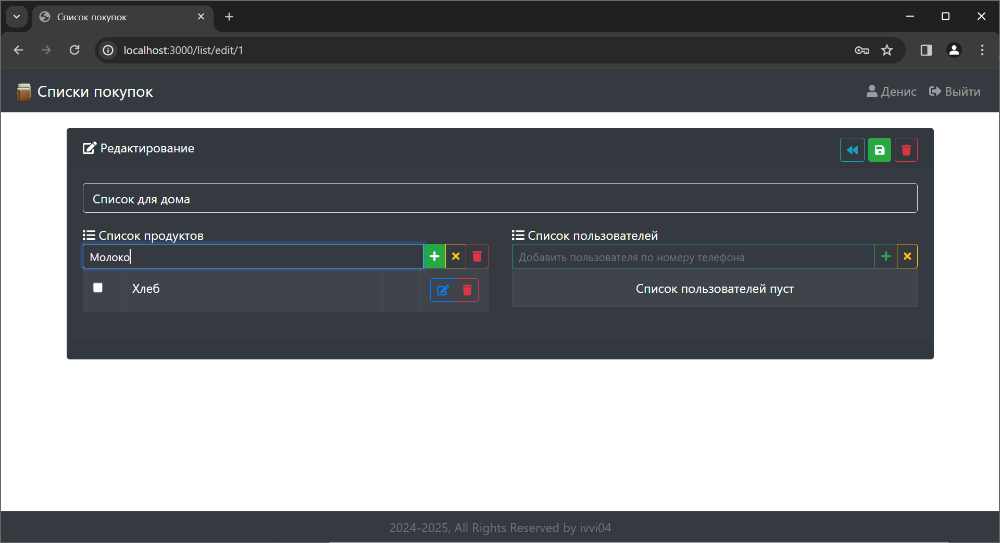 Список покупок
localhost:3000/list/edit/1
Списки покупок
Денис
Выйти
Редактирование
Список для дома
Список продуктов
Молоко
Хлеб
Список пользователей
Добавить пользователя по номеру телефона
Список пользователей пуст
2024-2025, All Rights Reserved by ivvi04